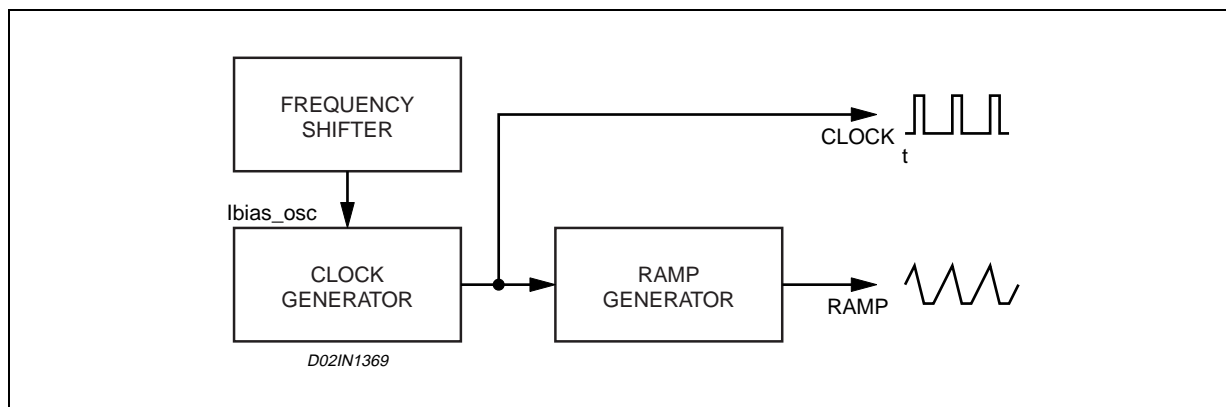 FREQUENCY
SHIFTER
CLOCK
t
Ibias_osc
CLOCK
GENERATOR
RAMP
GENERATOR
RAMP
D02IN1369